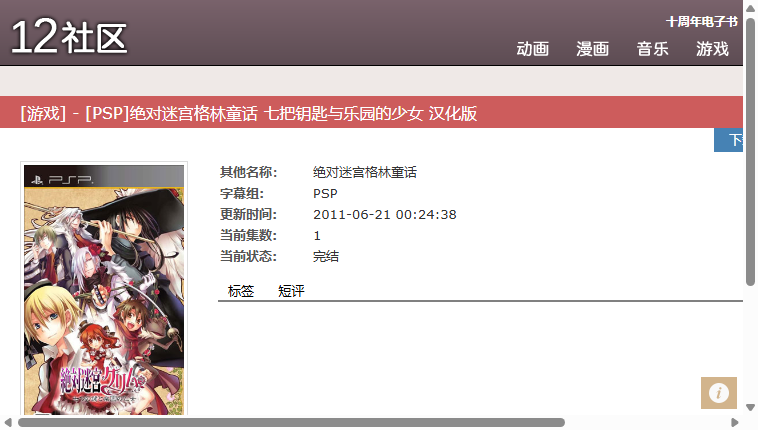 12社区
十周年电子书
动画 漫画 音乐 游戏
[游戏] - [PSP]绝对迷宫格林童话 七把钥匙与乐园的少女 汉化版
下
PSP
其他名称: 绝对迷宫格林童话
字幕组: PSP
更新时间: 2011-06-21 00:24:38
当前集数: 1
当前状态: 完结
标签 短评
絶対迷宮グリム